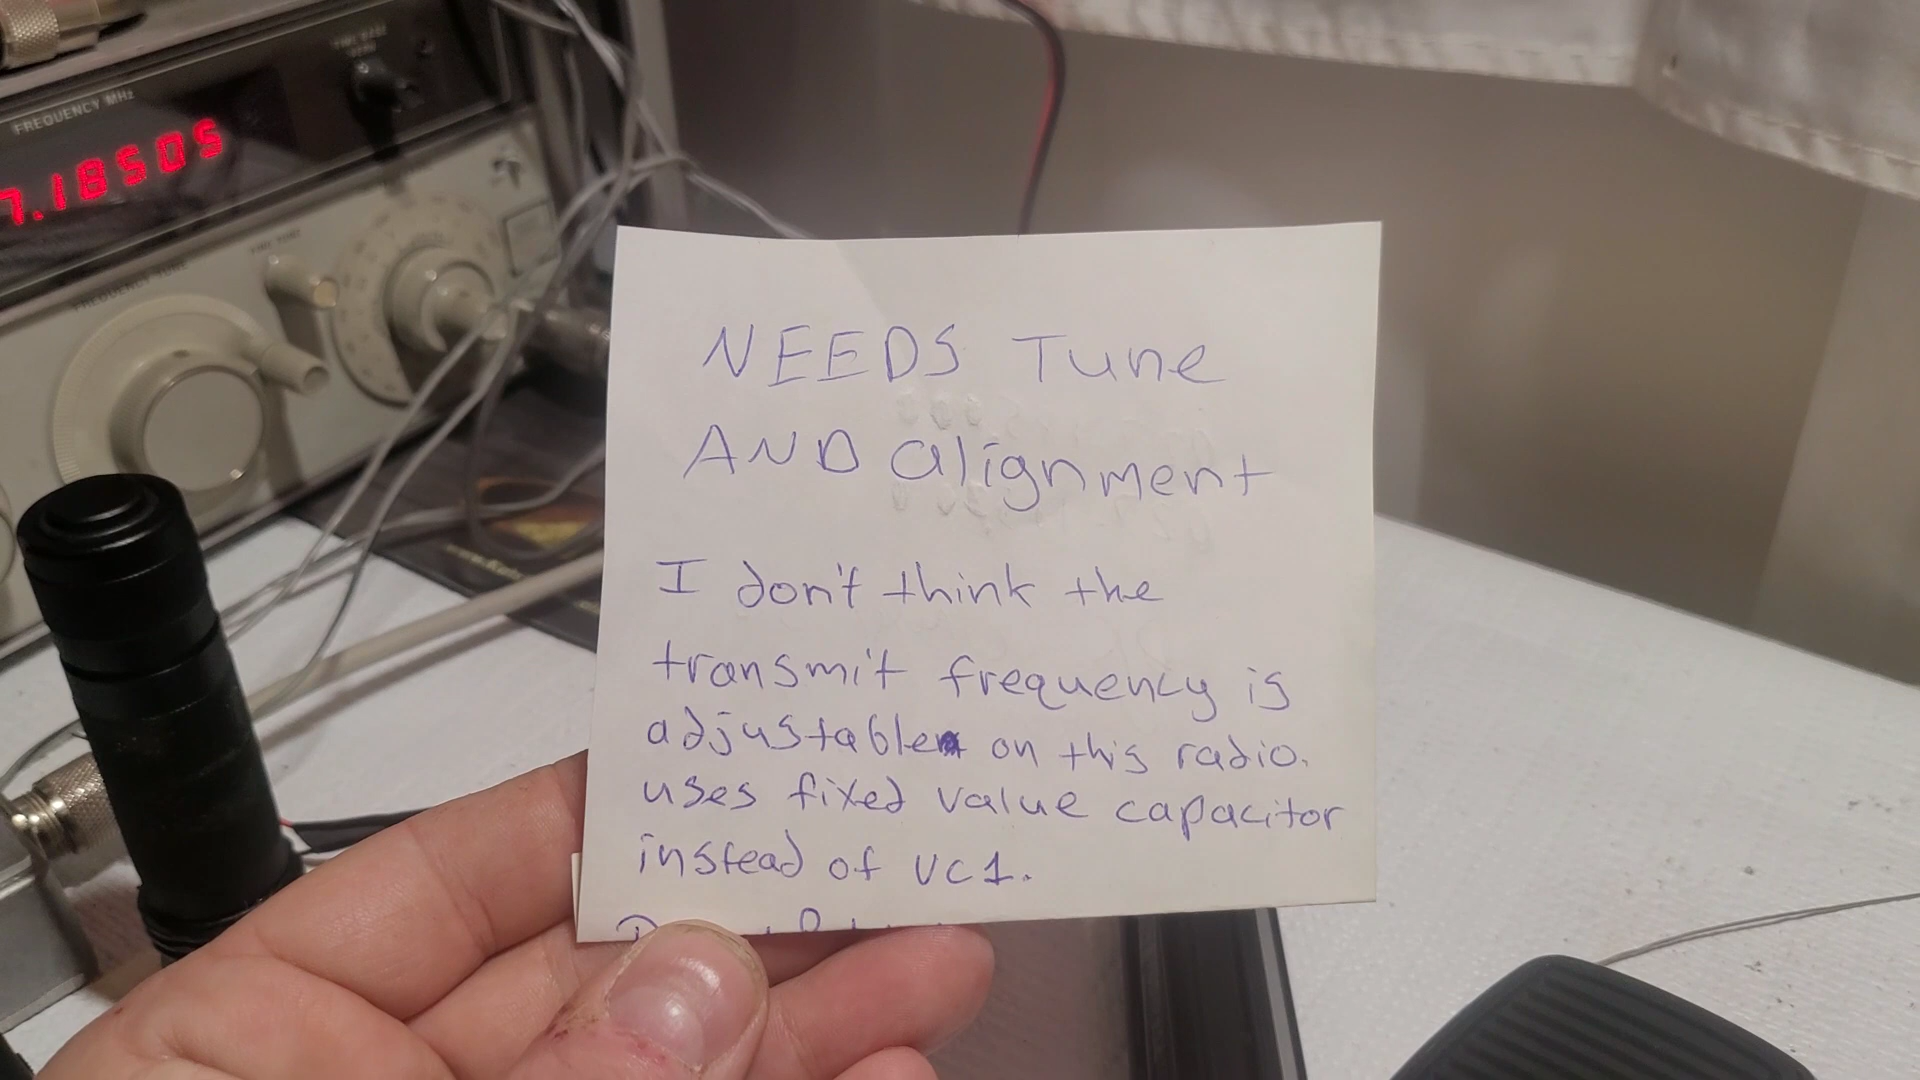 FREQUENCY MHz
7.18505
NEEDS Tune
AND alignment
I don't think the
transmit frequency is
adjustable on this radio.
uses fixed value capacitor
instead of VC1.